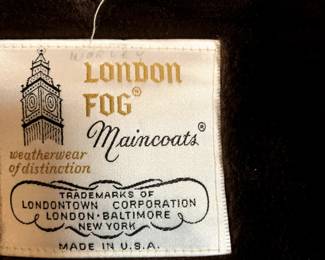 LONDON
FOG®
Maincoats®
weatherwear
of distinction
TRADEMARKS OF
LONDONTOWN CORPORATION
LONDON • BALTIMORE
NEW YORK
MADE IN U.S.A.